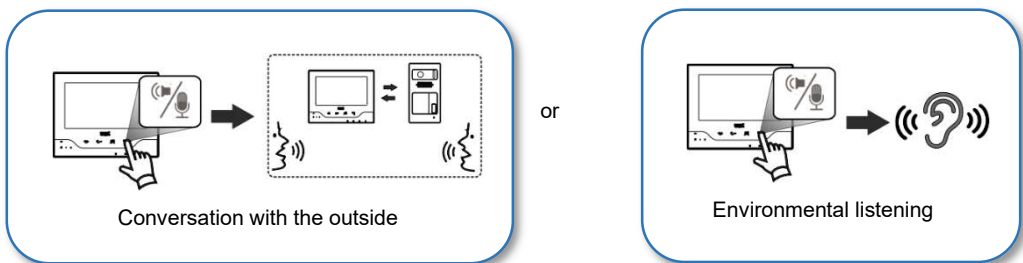 or
Conversation with the outside
Environmental listening